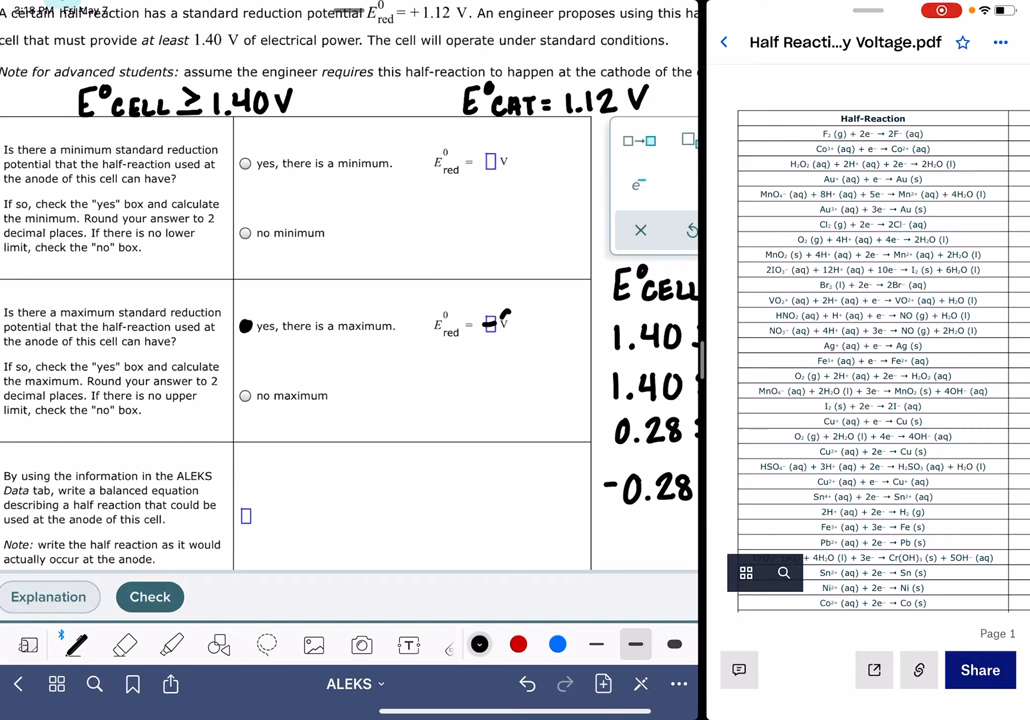 3:18 PM Fri May 7
A certain half-reaction has a standard reduction potential E⁰red = +1.12 V. An engineer proposes using this ha
cell that must provide at least 1.40 V of electrical power. The cell will operate under standard conditions.
Note for advanced students: assume the engineer requires this half-reaction to happen at the cathode of the
E°CELL ≥ 1.40V
E°CAT = 1.12 V
Is there a minimum standard reduction
potential that the half-reaction used at
the anode of this cell can have?
If so, check the "yes" box and calculate
the minimum. Round your answer to 2
decimal places. If there is no lower
limit, check the "no" box.
yes, there is a minimum.
E⁰red = V
no minimum
Is there a maximum standard reduction
potential that the half-reaction used at
the anode of this cell can have?
If so, check the "yes" box and calculate
the maximum. Round your answer to 2
decimal places. If there is no upper
limit, check the "no" box.
yes, there is a maximum.
E⁰red = V
no maximum
By using the information in the ALEKS
Data tab, write a balanced equation
describing a half reaction that could be
used at the anode of this cell.
Note: write the half reaction as it would
actually occur at the anode.
e⁻
E°CELL
1.40 =
1.40 =
0.28 =
-0.28
Explanation
Check
ALEKS
Half Reacti...y Voltage.pdf
Half-Reaction
F₂ (g) + 2e⁻ → 2F⁻ (aq)
Co³⁺ (aq) + e⁻ → Co²⁺ (aq)
H₂O₂ (aq) + 2H⁺ (aq) + 2e⁻ → 2H₂O (l)
Au⁺ (aq) + e⁻ → Au (s)
MnO₄⁻ (aq) + 8H⁺ (aq) + 5e⁻ → Mn²⁺ (aq) + 4H₂O (l)
Au³⁺ (aq) + 3e⁻ → Au (s)
Cl₂ (g) + 2e⁻ → 2Cl⁻ (aq)
O₂ (g) + 4H⁺ (aq) + 4e⁻ → 2H₂O (l)
MnO₂ (s) + 4H⁺ (aq) + 2e⁻ → Mn²⁺ (aq) + 2H₂O (l)
2IO₃⁻ (aq) + 12H⁺ (aq) + 10e⁻ → I₂ (s) + 6H₂O (l)
Br₂ (l) + 2e⁻ → 2Br⁻ (aq)
VO₂⁺ (aq) + 2H⁺ (aq) + e⁻ → VO²⁺ (aq) + H₂O (l)
HNO₂ (aq) + H⁺ (aq) + e⁻ → NO (g) + H₂O (l)
NO₃⁻ (aq) + 4H⁺ (aq) + 3e⁻ → NO (g) + 2H₂O (l)
Ag⁺ (aq) + e⁻ → Ag (s)
Fe³⁺ (aq) + e⁻ → Fe²⁺ (aq)
O₂ (g) + 2H⁺ (aq) + 2e⁻ → H₂O₂ (aq)
MnO₄⁻ (aq) + 2H₂O (l) + 3e⁻ → MnO₂ (s) + 4OH⁻ (aq)
I₂ (s) + 2e⁻ → 2I⁻ (aq)
Cu⁺ (aq) + e⁻ → Cu (s)
O₂ (g) + 2H₂O (l) + 4e⁻ → 4OH⁻ (aq)
Cu²⁺ (aq) + 2e⁻ → Cu (s)
HSO₄⁻ (aq) + 3H⁺ (aq) + 2e⁻ → H₂SO₃ (aq) + H₂O (l)
Cu²⁺ (aq) + e⁻ → Cu⁺ (aq)
Sn⁴⁺ (aq) + 2e⁻ → Sn²⁺ (aq)
2H⁺ (aq) + 2e⁻ → H₂ (g)
Fe³⁺ (aq) + 3e⁻ → Fe (s)
Pb²⁺ (aq) + 2e⁻ → Pb (s)
+ 4H₂O (l) + 3e⁻ → Cr(OH)₃ (s) + 5OH⁻ (aq)
Sn²⁺ (aq) + 2e⁻ → Sn (s)
Ni²⁺ (aq) + 2e⁻ → Ni (s)
Co²⁺ (aq) + 2e⁻ → Co (s)
Page 1
Share